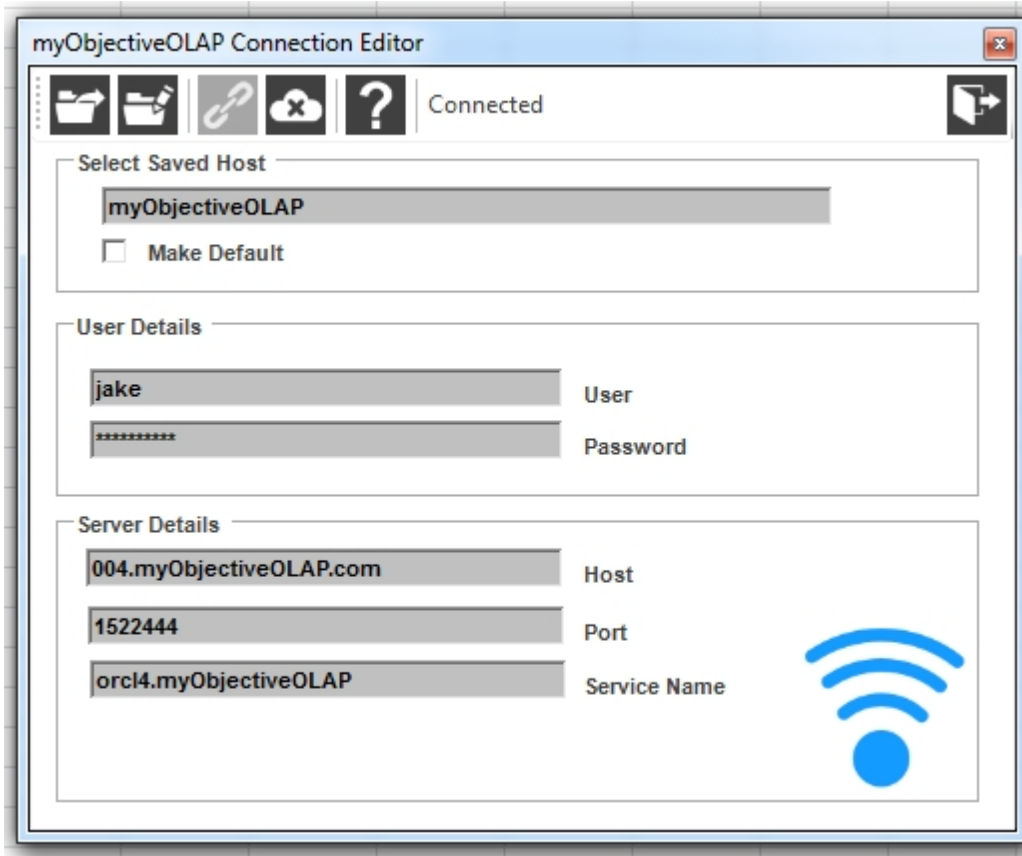 myObjectiveOLAP Connection Editor
Connected
Select Saved Host
myObjectiveOLAP
Make Default
User Details
jake
User
**********
Password
Server Details
004.myObjectiveOLAP.com
Host
1522444
Port
orcl4.myObjectiveOLAP
Service Name